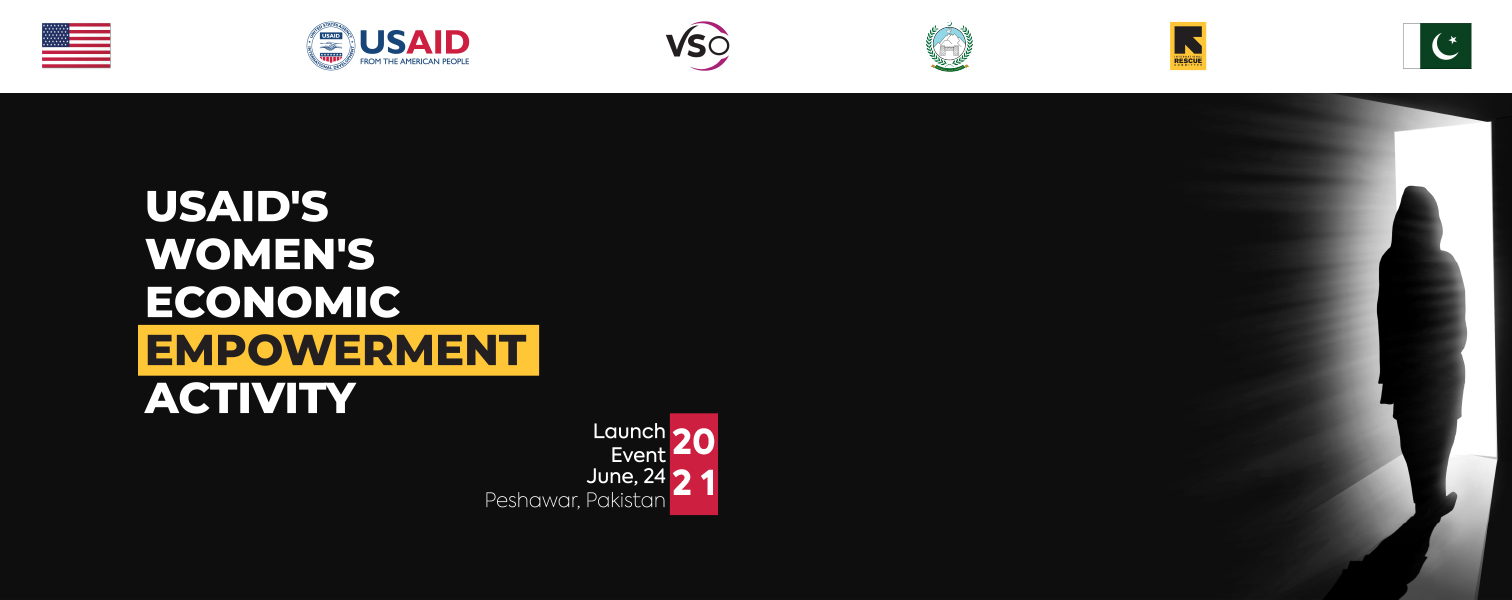 USAID
FROM THE AMERICAN PEOPLE
VSO
RESCUE
USAID'S
WOMEN'S
ECONOMIC
EMPOWERMENT
ACTIVITY
Launch
Event
June, 24
Peshawar, Pakistan
20
21